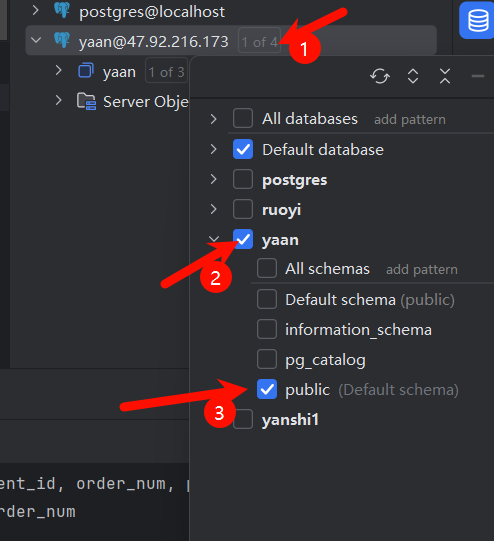 postgres@localhost
yaan@47.92.216.173 1 of 4
1
yaan 1 of 3
Server Obje
All databases add pattern
Default database
postgres
ruoyi
yaan
2
All schemas add pattern
Default schema (public)
information_schema
pg_catalog
public (Default schema)
3
yanshi1
ent_id, order_num, p
rder_num